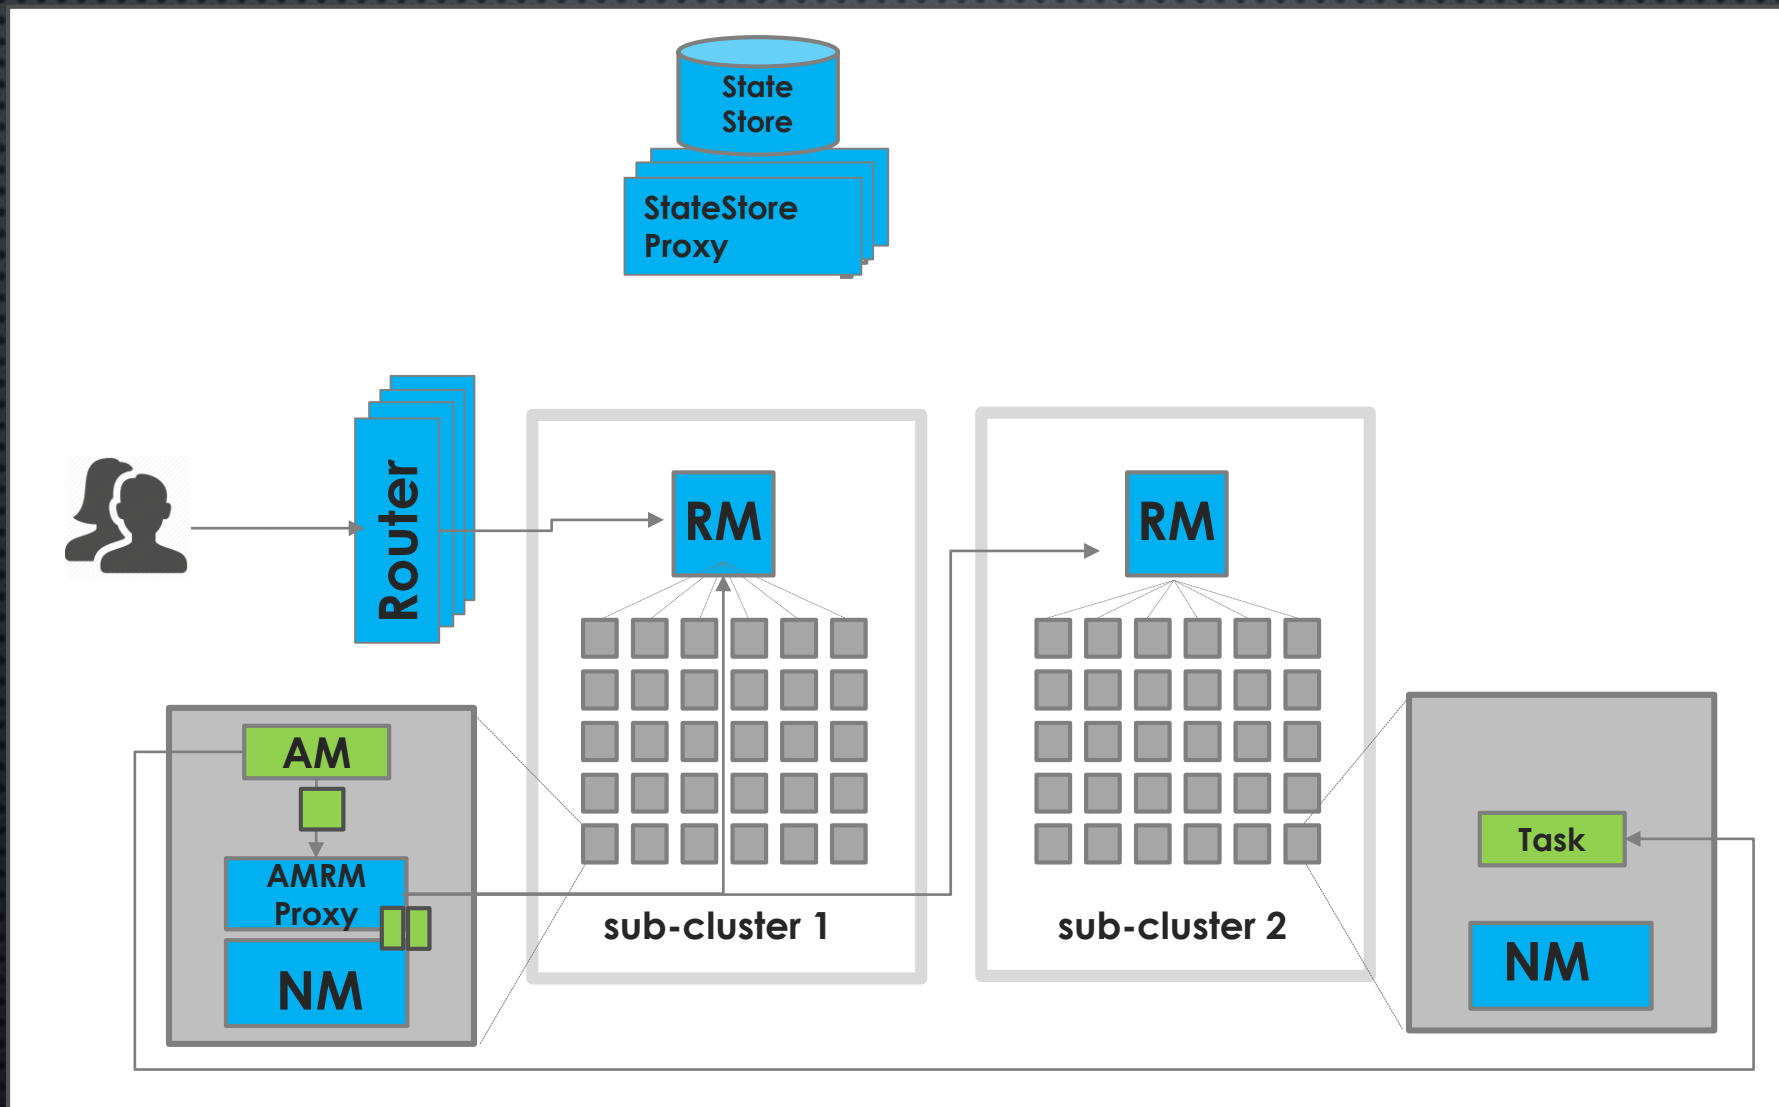 State
Store
StateStore
Proxy
Router
RM
RM
AM
AMRM
Proxy
NM
sub-cluster 1
sub-cluster 2
Task
NM